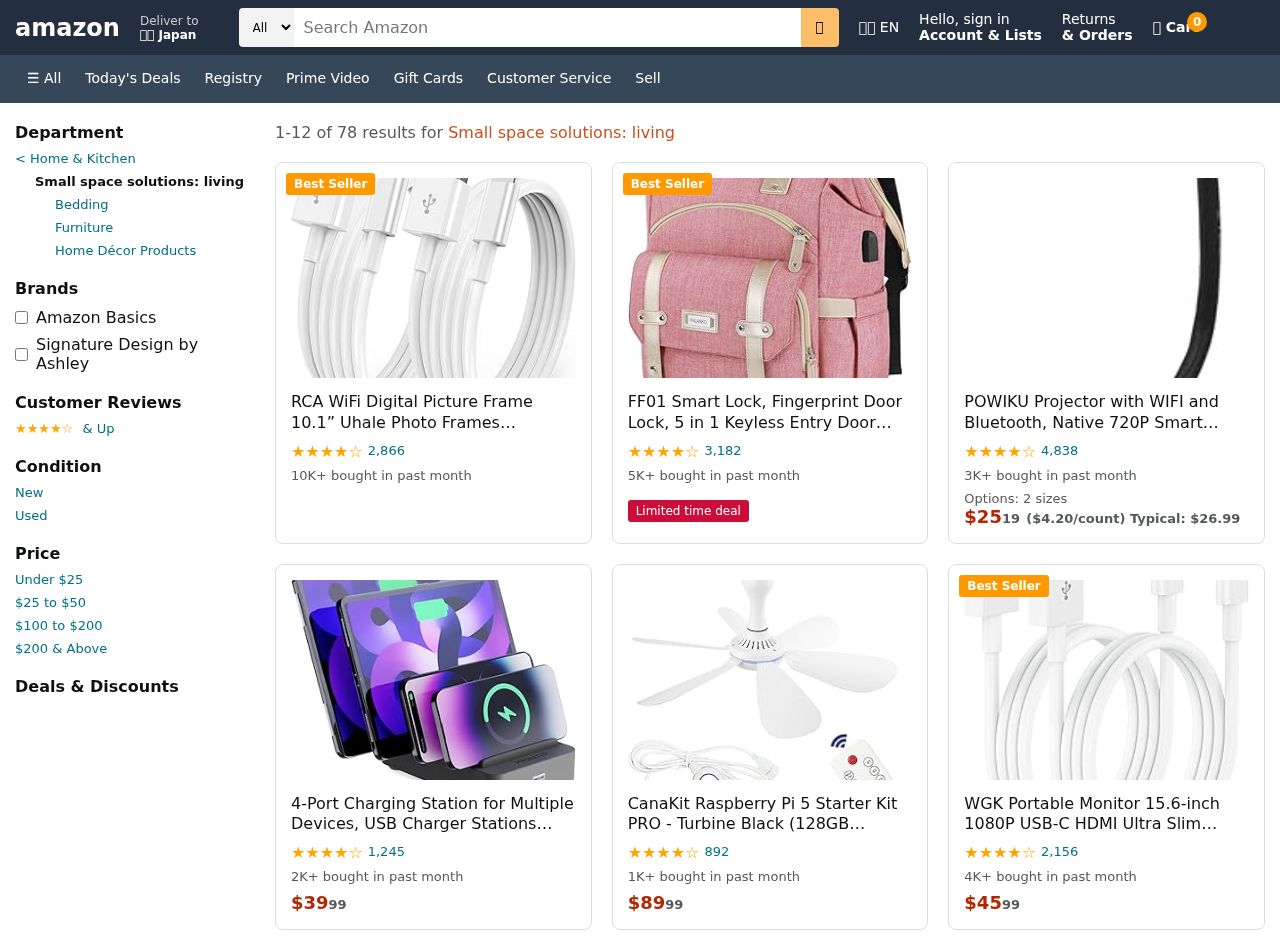 amazon
Deliver to
Japan
All
Search Amazon
EN
Hello, sign in
Account & Lists
Returns
& Orders
0
☰ All
Today's Deals
Registry
Prime Video
Gift Cards
Customer Service
Sell
Department
< Home & Kitchen
Small space solutions: living
Bedding
Furniture
Home Décor Products
Brands
Amazon Basics
Signature Design by
Ashley
Customer Reviews
★★★★☆ & Up
Condition
New
Used
Price
Under $25
$25 to $50
$100 to $200
$200 & Above
Deals & Discounts
1-12 of 78 results for Small space solutions: living
Best Seller
RCA WiFi Digital Picture Frame
10.1” Uhale Photo Frames…
★★★★☆ 2,866
10K+ bought in past month
Best Seller
FF01 Smart Lock, Fingerprint Door
Lock, 5 in 1 Keyless Entry Door…
★★★★☆ 3,182
5K+ bought in past month
Limited time deal
POWIKU Projector with WIFI and
Bluetooth, Native 720P Smart…
★★★★☆ 4,838
3K+ bought in past month
Options: 2 sizes
$2519 ($4.20/count) Typical: $26.99
4-Port Charging Station for Multiple
Devices, USB Charger Stations…
★★★★☆ 1,245
2K+ bought in past month
$3999
CanaKit Raspberry Pi 5 Starter Kit
PRO - Turbine Black (128GB…
★★★★☆ 892
1K+ bought in past month
$8999
Best Seller
WGK Portable Monitor 15.6-inch
1080P USB-C HDMI Ultra Slim…
★★★★☆ 2,156
4K+ bought in past month
$4599